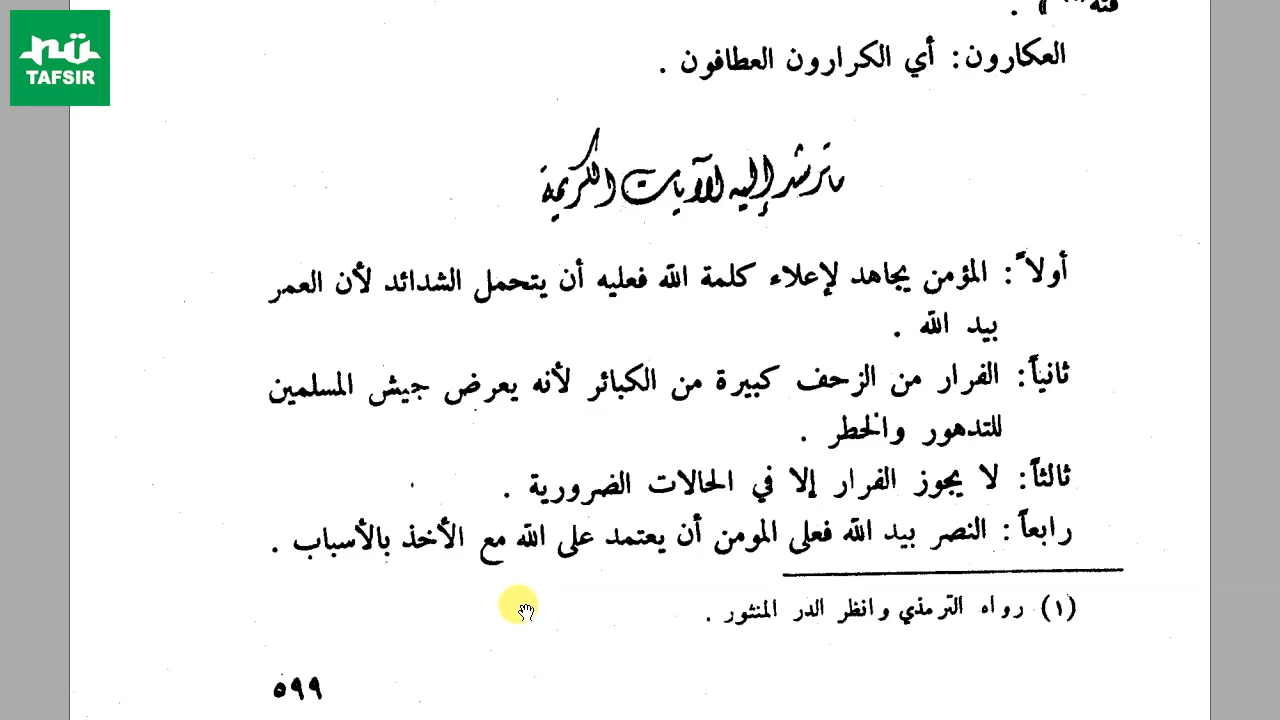 نت
TAFSIR
العكارون: أي الكرارون العطافون .
ما ترشد إليه الآيات الكريمة
أولاً: المؤمن يجاهد لإعلاء كلمة الله فعليه أن يتحمل الشدائد لأن العمر
بيد الله .
ثانياً: الفرار من الزحف كبيرة من الكبائر لأنه يعرض جيش المسلمين
للتدهور والخطر .
ثالثاً: لا يجوز الفرار إلا في الحالات الضرورية .
رابعاً: النصر بيد الله فعلى المومن أن يعتمد على الله مع الأخذ بالأسباب .
(١) رواه الترمذي وانظر الدر المنثور .
٥٩٩